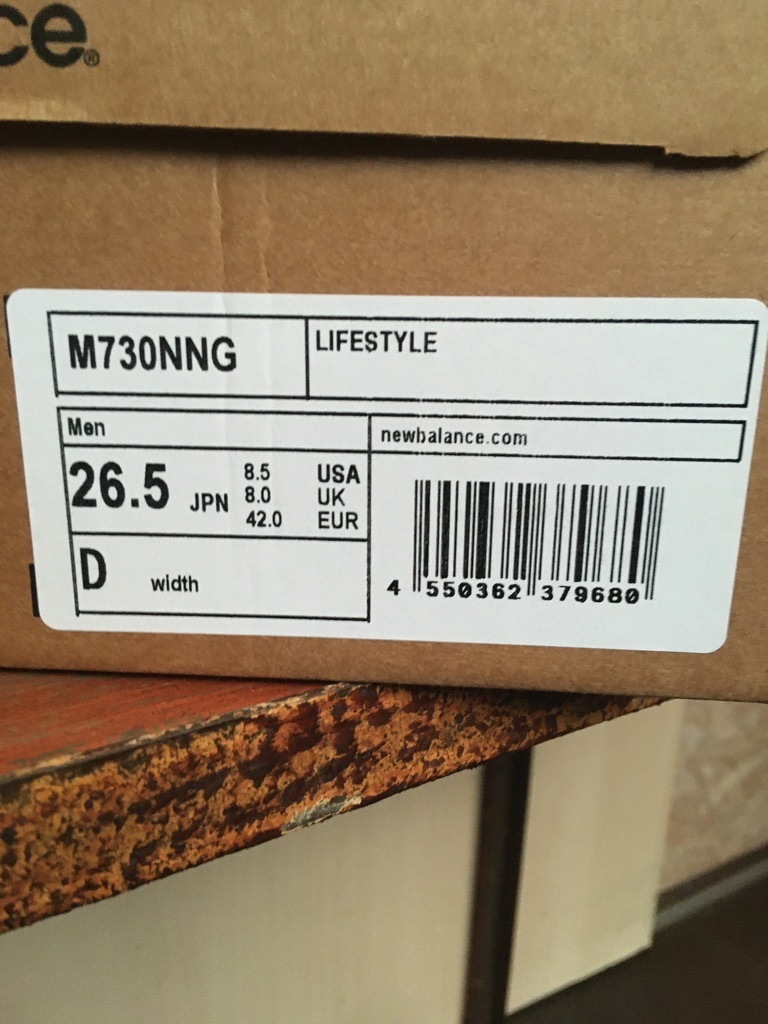 ce®
M730NNG
LIFESTYLE
Men
newbalance.com
26.5 JPN
8.5 USA
8.0 UK
42.0 EUR
D width
4 550362 379680